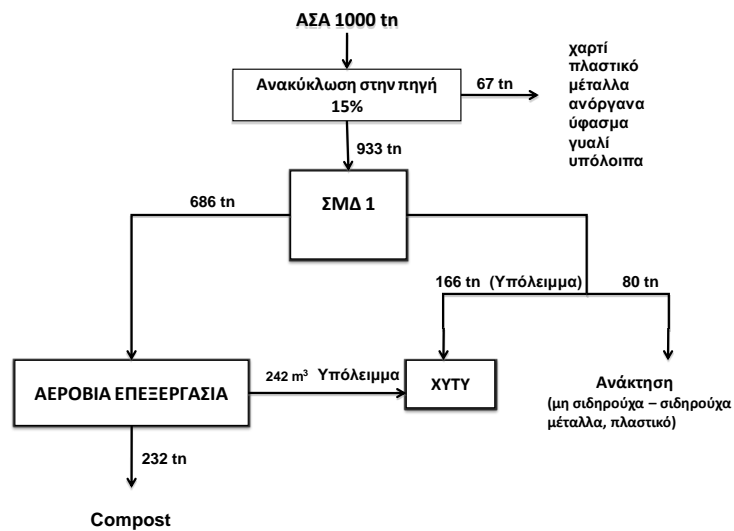 ΑΣΑ 1000 tn
Ανακύκλωση στην πηγή
15%
67 tn
χαρτί
πλαστικό
μέταλλα
ανόργανα
ύφασμα
γυαλί
υπόλοιπα
933 tn
ΣΜΔ 1
686 tn
166 tn (Υπόλειμμα)
80 tn
ΑΕΡΟΒΙΑ ΕΠΕΞΕΡΓΑΣΙΑ
242 m³ Υπόλειμμα
ΧΥΤΥ
Ανάκτηση
(μη σιδηρούχα – σιδηρούχα
μέταλλα, πλαστικό)
232 tn
Compost